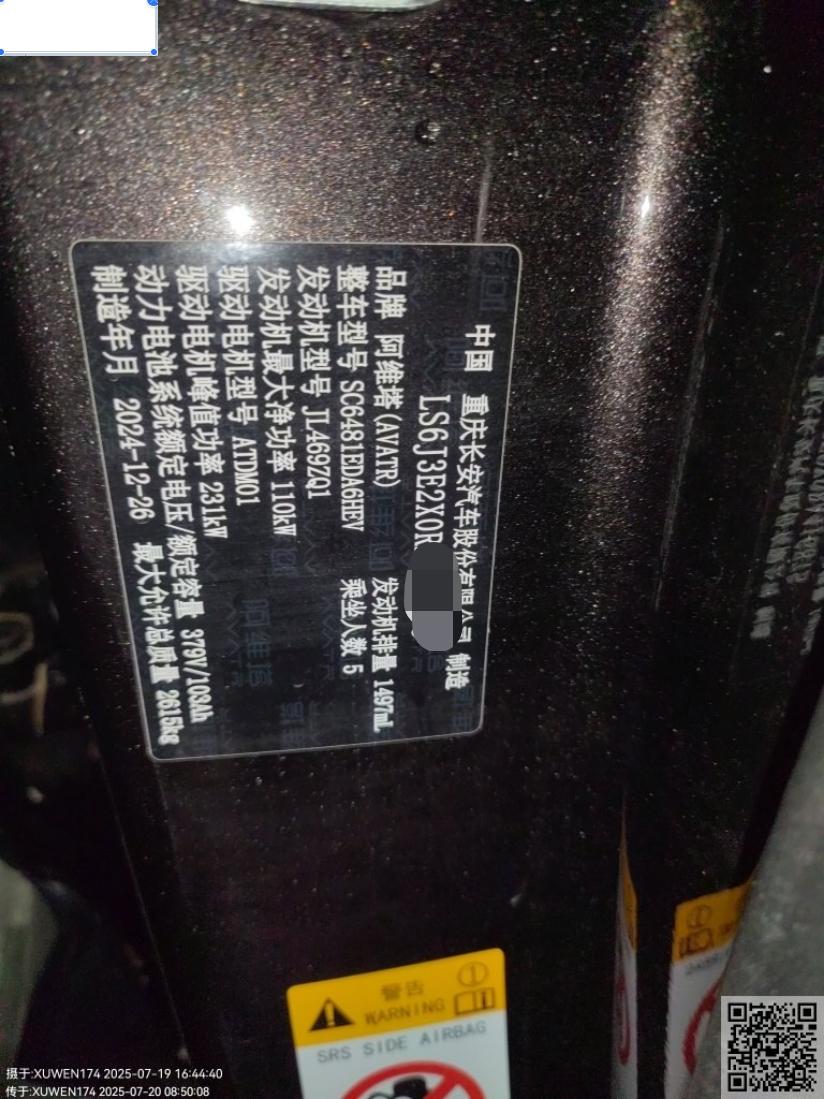 中国 重庆长安汽车股份有限公司 制造
LS6J3E2X0R
品牌 阿维塔(AVATR) 发动机排量 1497mL
整车型号 SC6481EDA6HEV 乘坐人数 5
发动机型号 JL469ZQ1
发动机最大净功率 110kW
驱动电机型号 ATDM01
驱动电机峰值功率 231kW
动力电池系统额定电压/额定容量 379V/103Ah
制造年月 2024-12-26 最大允许总质量 2615kg
警告
WARNING
SRS SIDE AIRBAG
摄于:XUWEN174 2025-07-19 16:44:40
传于:XUWEN174 2025-07-20 08:50:08